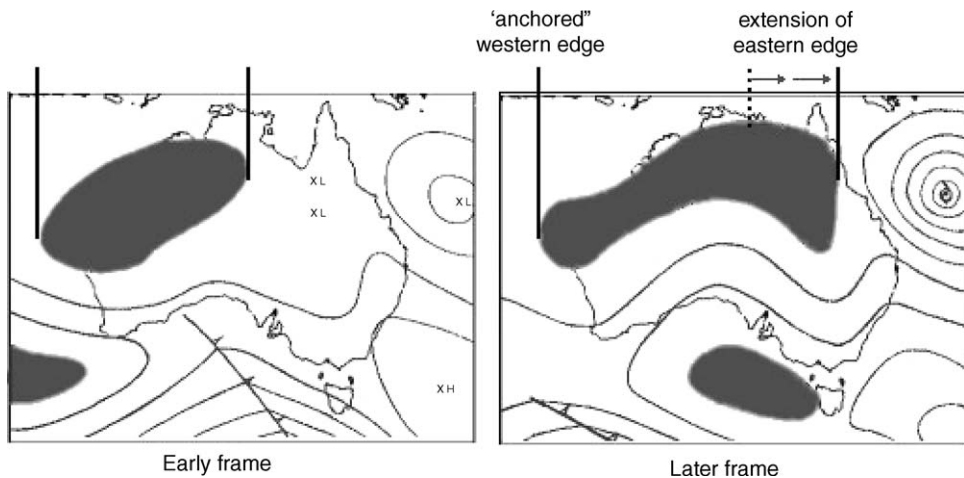 ‘anchored”
western edge
extension of
eastern edge
XL
XL
XL
XH
Early frame
Later frame